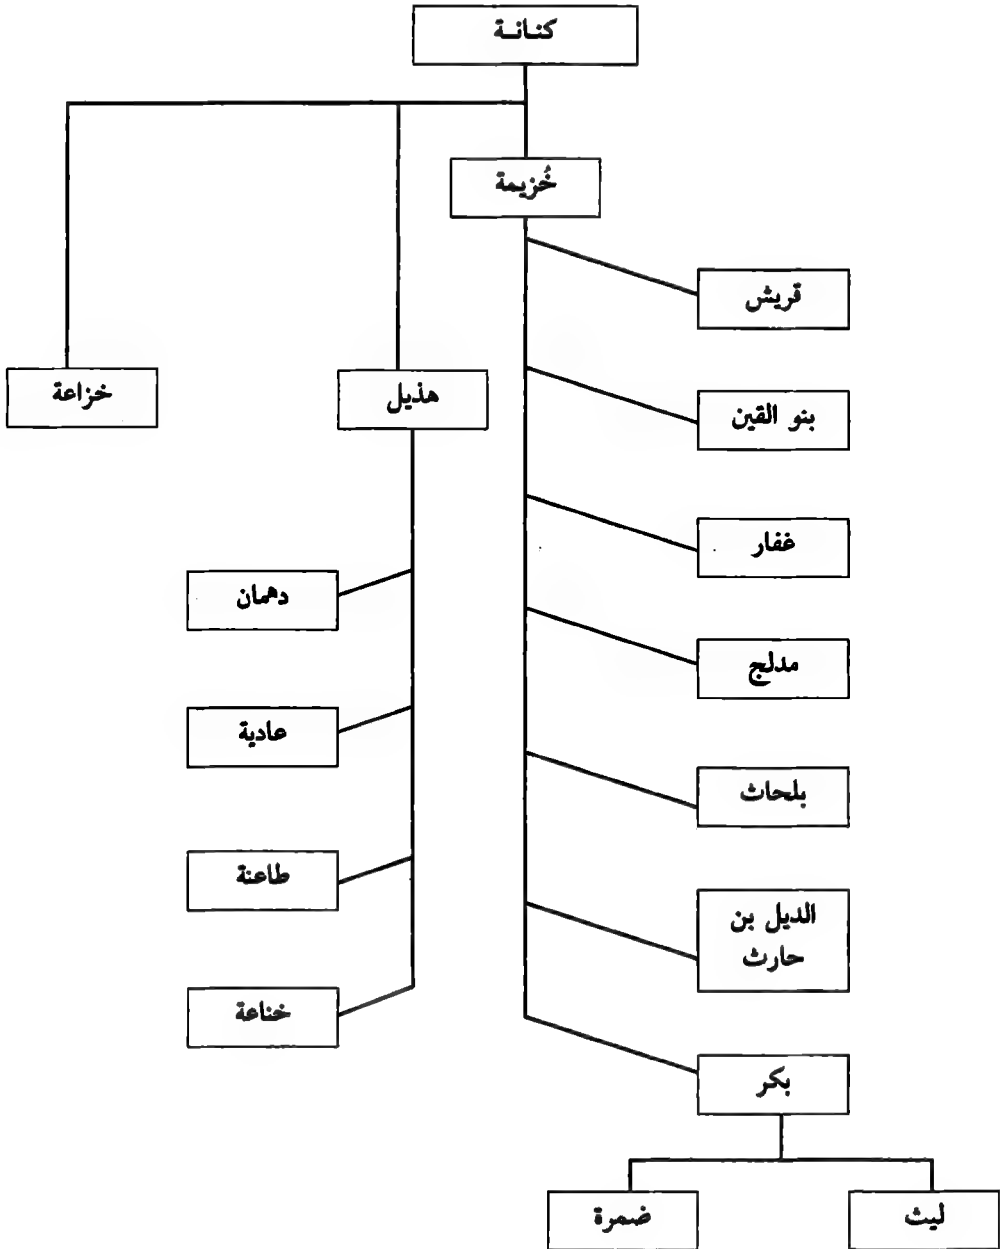 كنانة
خُزيمة
قريش
خزاعة
هذيل
بنو القين
غفار
دهمان
مدلج
عادية
بلحاث
طاعنة
الديل بن
حارث
خناعة
بكر
ليث
ضمرة